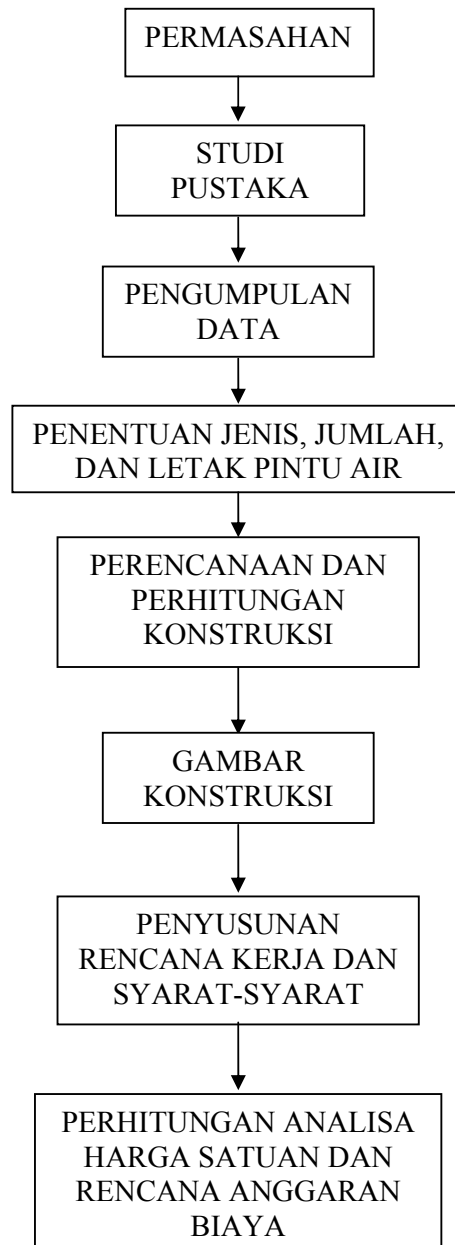 PERMASAHAN
STUDI
PUSTAKA
PENGUMPULAN
DATA
PENENTUAN JENIS, JUMLAH,
DAN LETAK PINTU AIR
PERENCANAAN DAN
PERHITUNGAN
KONSTRUKSI
GAMBAR
KONSTRUKSI
PENYUSUNAN
RENCANA KERJA DAN
SYARAT-SYARAT
PERHITUNGAN ANALISA
HARGA SATUAN DAN
RENCANA ANGGARAN
BIAYA